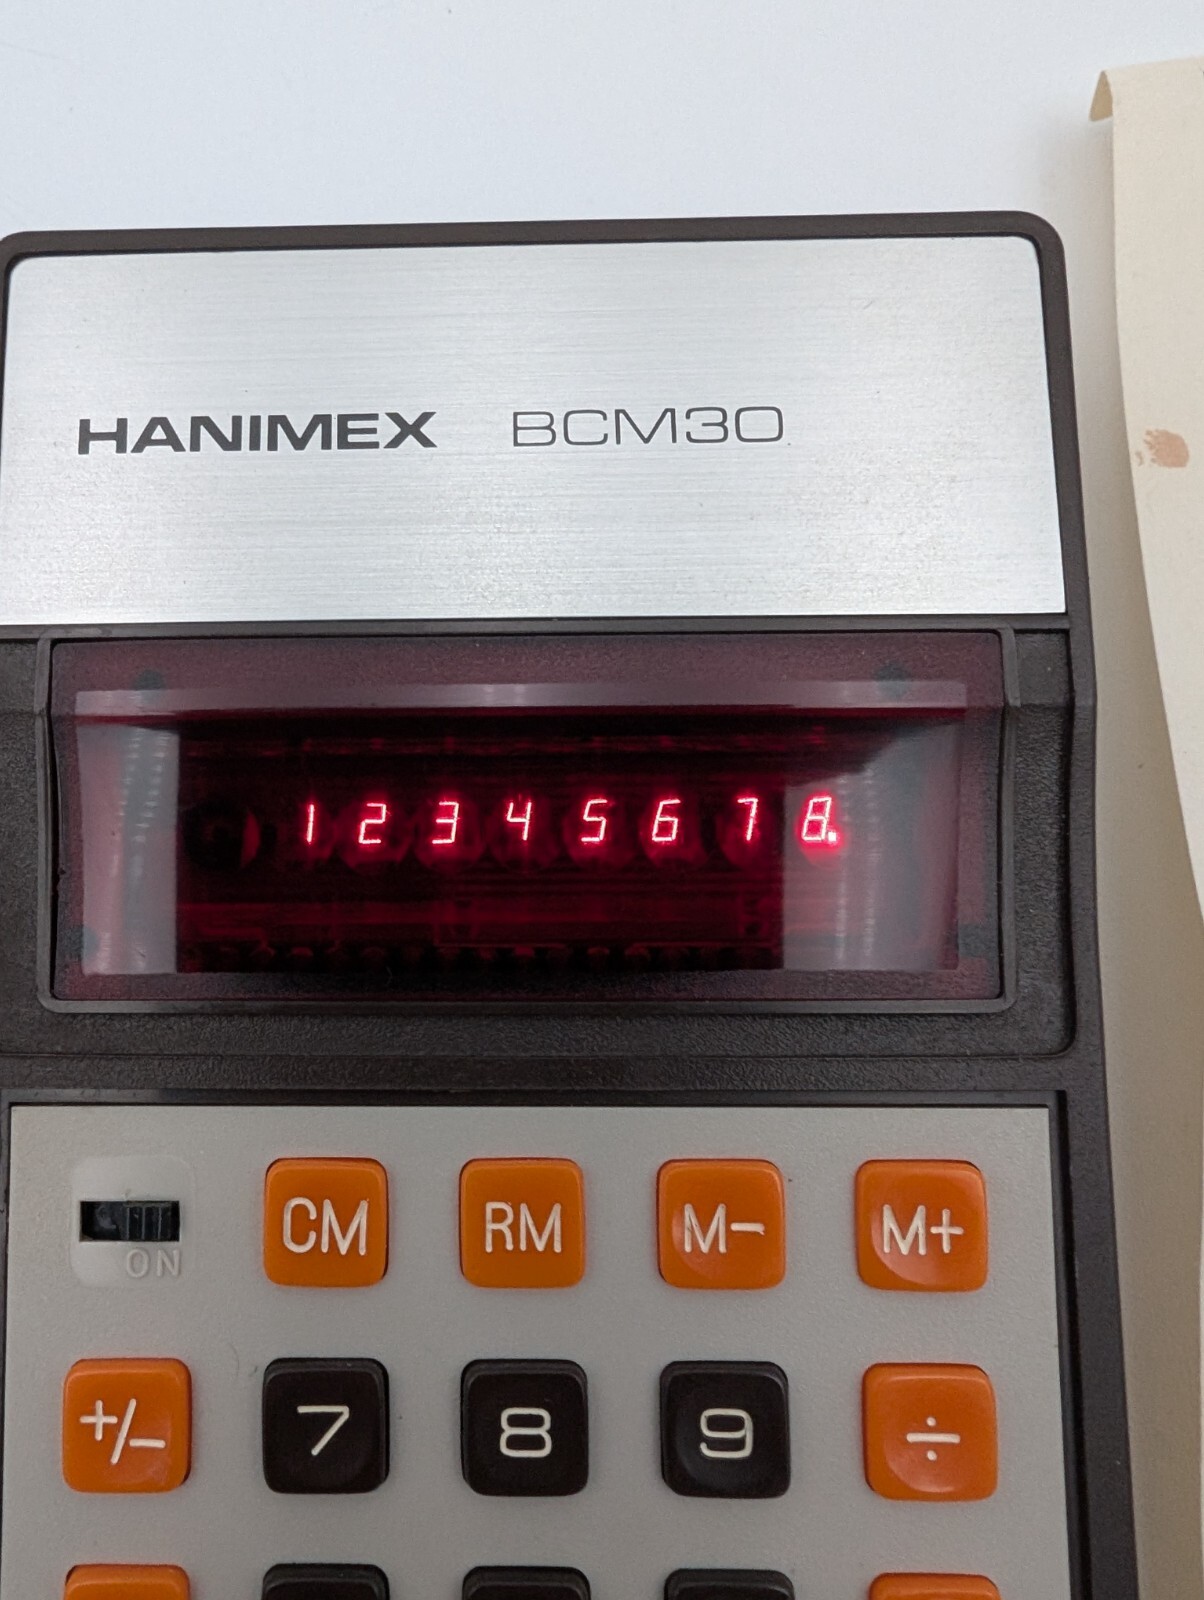 HANIMEX BCM30
12345678.
ON
CM RM M- M+
+/- 7 8 9 ÷